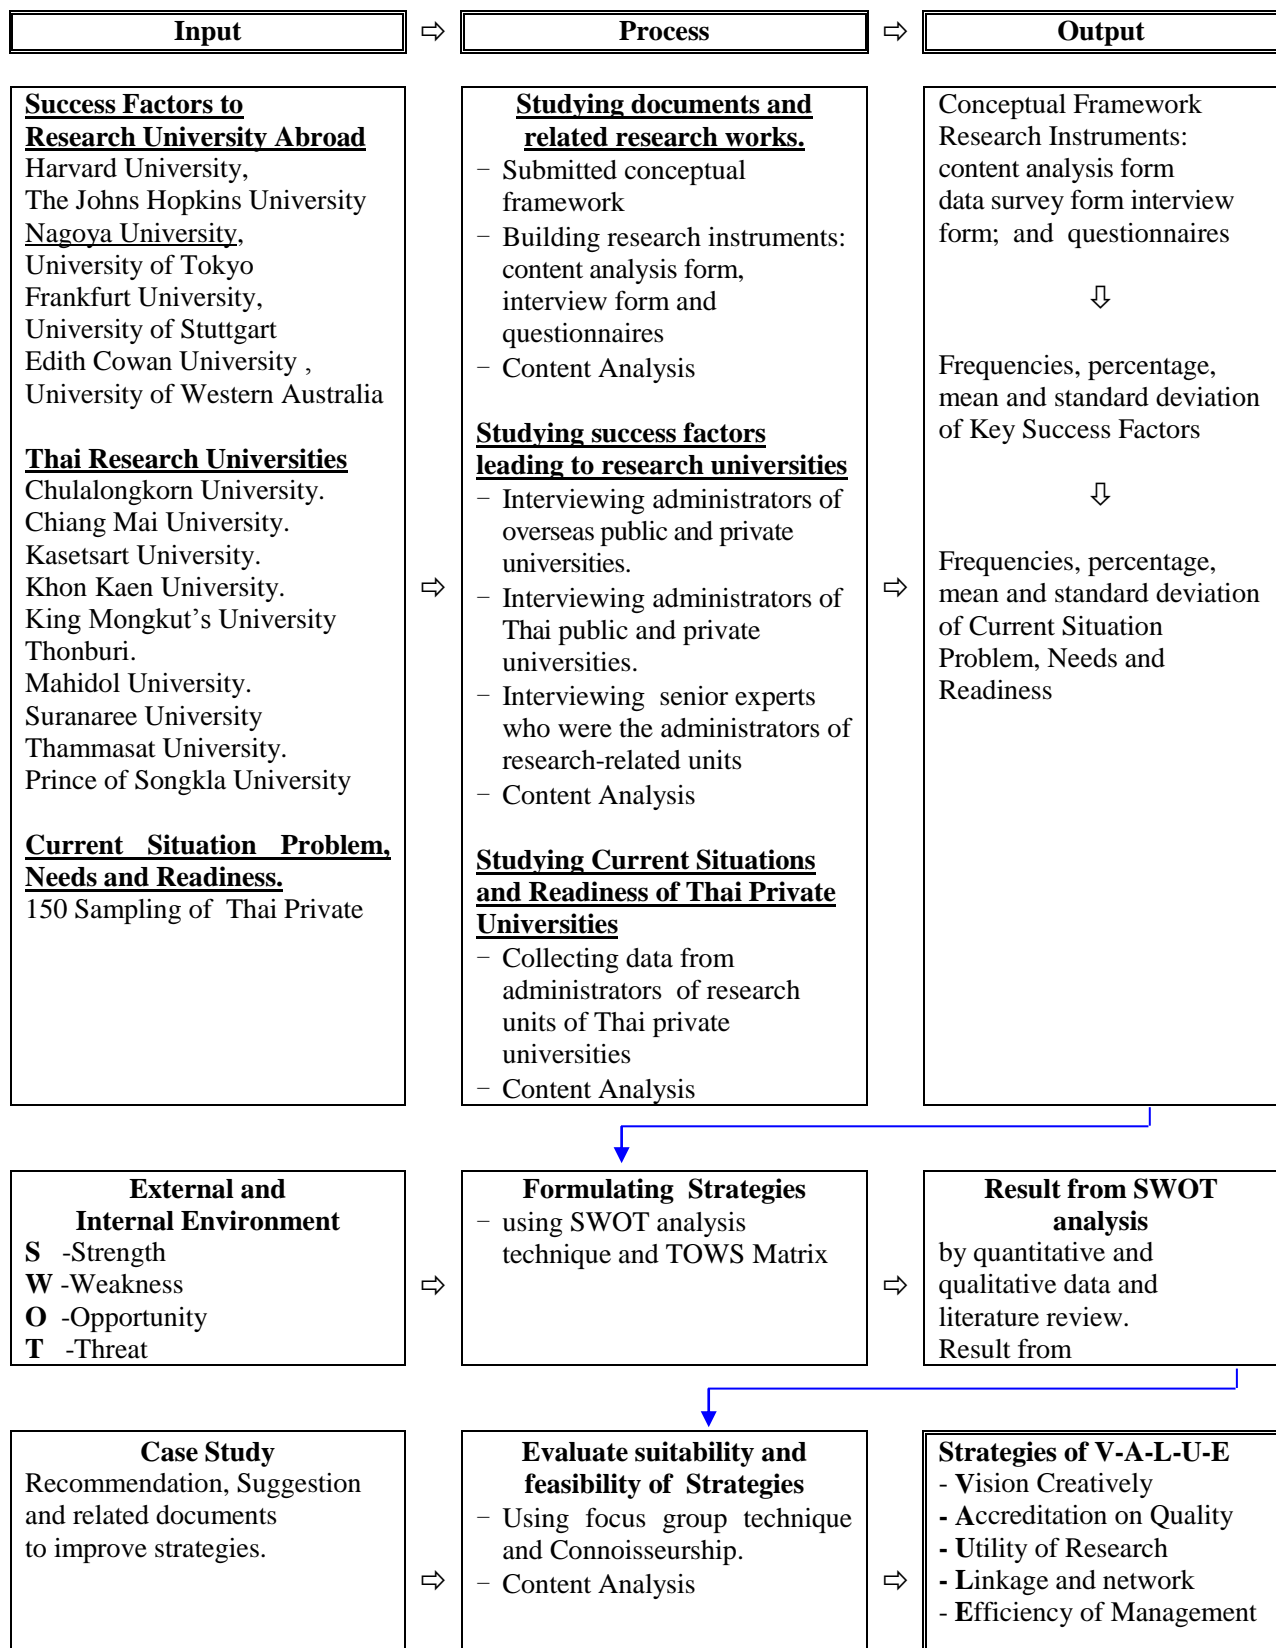 Input
⇨
Process
⇨
Output
Success Factors to
Research University Abroad
Harvard University,
The Johns Hopkins University
Nagoya University,
University of Tokyo
Frankfurt University,
University of Stuttgart
Edith Cowan University ,
University of Western Australia
Thai Research Universities
Chulalongkorn University.
Chiang Mai University.
Kasetsart University.
Khon Kaen University.
King Mongkut’s University
Thonburi.
Mahidol University.
Suranaree University
Thammasat University.
Prince of Songkla University
Current Situation Problem,
Needs and Readiness.
150 Sampling of Thai Private
⇨
Studying documents and
related research works.
− Submitted conceptual
framework
− Building research instruments:
content analysis form,
interview form and
questionnaires
− Content Analysis
Studying success factors
leading to research universities
− Interviewing administrators of
overseas public and private
universities.
− Interviewing administrators of
Thai public and private
universities.
− Interviewing senior experts
who were the administrators of
research-related units
− Content Analysis
Studying Current Situations
and Readiness of Thai Private
Universities
− Collecting data from
administrators of research
units of Thai private
universities
− Content Analysis
⇨
Conceptual Framework
Research Instruments:
content analysis form
data survey form interview
form; and questionnaires
⇩
Frequencies, percentage,
mean and standard deviation
of Key Success Factors
⇩
Frequencies, percentage,
mean and standard deviation
of Current Situation
Problem, Needs and
Readiness
External and
Internal Environment
S -Strength
W -Weakness
O -Opportunity
T -Threat
⇨
Formulating Strategies
− using SWOT analysis
technique and TOWS Matrix
⇨
Result from SWOT
analysis
by quantitative and
qualitative data and
literature review.
Result from
Case Study
Recommendation, Suggestion
and related documents
to improve strategies.
⇨
Evaluate suitability and
feasibility of Strategies
− Using focus group technique
and Connoisseurship.
− Content Analysis
⇨
Strategies of V-A-L-U-E
- Vision Creatively
- Accreditation on Quality
- Utility of Research
- Linkage and network
- Efficiency of Management